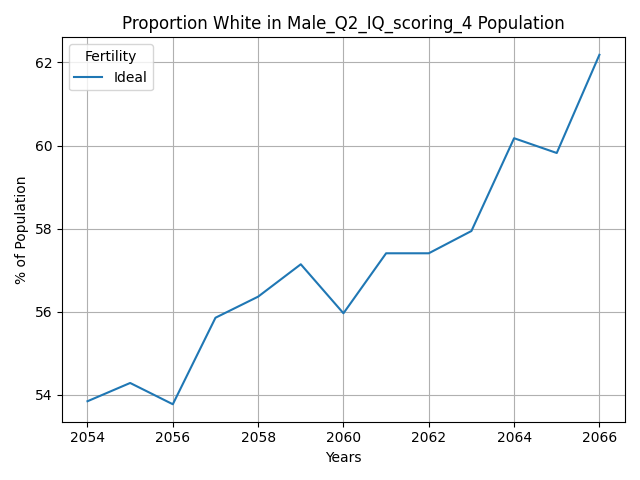 Proportion White in Male_Q2_IQ_scoring_4 Population
Fertility
Ideal
% of Population
62
60
58
56
54
2054 2056 2058 2060 2062 2064 2066
Years